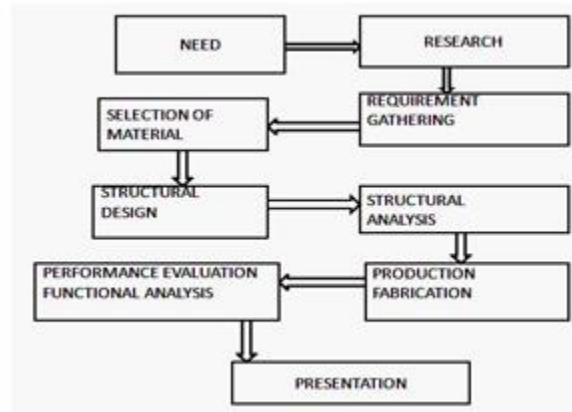 NEED
RESEARCH
REQUIREMENT
GATHERING
SELECTION OF
MATERIAL
STRUCTURAL
DESIGN
STRUCTURAL
ANALYSIS
PRODUCTION
FABRICATION
PERFORMANCE EVALUATION
FUNCTIONAL ANALYSIS
PRESENTATION